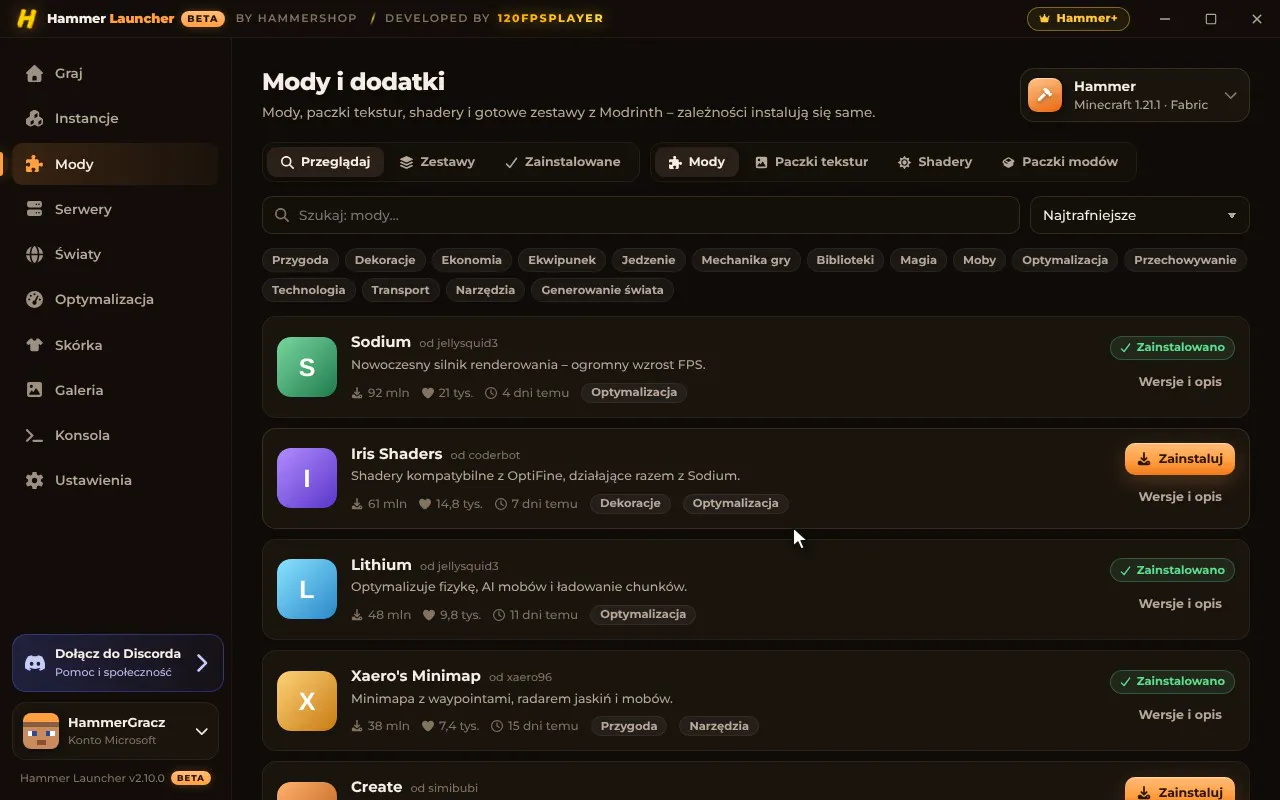 Hammer Launcher BETA BY HAMMERSHOP / DEVELOPED BY 120FPSPLAYER
Hammer+
Graj
Instancje
Mody
Serwery
Światy
Optymalizacja
Skórka
Galeria
Konsola
Ustawienia
Dołącz do Discorda
Pomoc i społeczność
HammerGracz
Konto Microsoft
Hammer Launcher v2.10.0 BETA
Mody i dodatki
Mody, paczki tekstur, shadery i gotowe zestawy z Modrinth – zależności instalują się same.
Hammer
Minecraft 1.21.1 · Fabric
Przeglądaj Zestawy Zainstalowane Mody Paczki tekstur Shadery Paczki modów
Szukaj: mody...
Najtrafniejsze
Przygoda Dekoracje Ekonomia Ekwipunek Jedzenie Mechanika gry Biblioteki Magia Moby Optymalizacja Przechowywanie
Technologia Transport Narzędzia Generowanie świata
S
Sodium od jellysquid3
Nowoczesny silnik renderowania – ogromny wzrost FPS.
92 mln 21 tys. 4 dni temu Optymalizacja
Zainstalowano
Wersje i opis
I
Iris Shaders od coderbot
Shadery kompatybilne z OptiFine, działające razem z Sodium.
61 mln 14,8 tys. 7 dni temu Dekoracje Optymalizacja
Zainstaluj
Wersje i opis
L
Lithium od jellysquid3
Optymalizuje fizykę, AI mobów i ładowanie chunków.
48 mln 9,8 tys. 11 dni temu Optymalizacja
Zainstalowano
Wersje i opis
X
Xaero's Minimap od xaero96
Minimapa z waypointami, radarem jaskiń i mobów.
38 mln 7,4 tys. 15 dni temu Przygoda Narzędzia
Zainstalowano
Wersje i opis
Create od simibubi
Zainstaluj